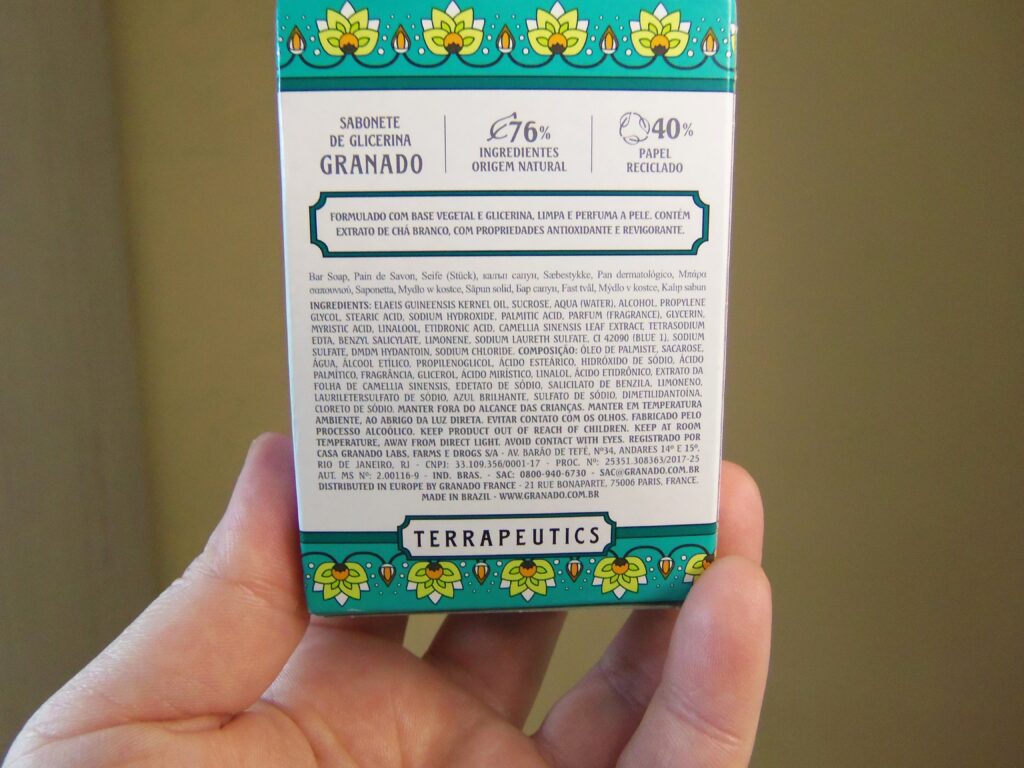 SABONETE
DE GLICERINA
GRANADO
76%
INGREDIENTES
ORIGEM NATURAL
40%
PAPEL
RECICLADO
FORMULADO COM BASE VEGETAL E GLICERINA, LIMPA E PERFUMA A PELE. CONTÉM
EXTRATO DE CHÁ BRANCO, COM PROPRIEDADES ANTIOXIDANTE E REVIGORANTE.
Bar Soap, Pain de Savon, Seife (Stück), калъп сапун, Sæbestykke, Pan dermatológico, Μπάρα
σαπουνιού, Saponetta, Mydło w kostce, Săpun solid, Бар сапун, Fast tvål, Mýdlo v kostce, Kalıp sabun
INGREDIENTS: ELAEIS GUINEENSIS KERNEL OIL, SUCROSE, AQUA (WATER), ALCOHOL, PROPYLENE
GLYCOL, STEARIC ACID, SODIUM HYDROXIDE, PALMITIC ACID, PARFUM (FRAGRANCE), GLYCERIN,
MYRISTIC ACID, LINALOOL, ETIDRONIC ACID, CAMELLIA SINENSIS LEAF EXTRACT, TETRASODIUM
EDTA, BENZYL SALICYLATE, LIMONENE, SODIUM LAURETH SULFATE, CI 42090 (BLUE 1), SODIUM
SULFATE, DMDM HYDANTOIN, SODIUM CHLORIDE. COMPOSIÇÃO: ÓLEO DE PALMISTE, SACAROSE,
ÁGUA, ÁLCOOL ETÍLICO, PROPILENOGLICOL, ÁCIDO ESTEÁRICO, HIDRÓXIDO DE SÓDIO, ÁCIDO
PALMÍTICO, FRAGRÂNCIA, GLICEROL, ÁCIDO MIRÍSTICO, LINALOL, ÁCIDO ETIDRÔNICO, EXTRATO DA
FOLHA DE CAMELLIA SINENSIS, EDETATO DE SÓDIO, SALICILATO DE BENZILA, LIMONENO,
LAURILETERSULFATO DE SÓDIO, AZUL BRILHANTE, SULFATO DE SÓDIO, DIMETILIDANTOÍNA,
CLORETO DE SÓDIO. MANTER FORA DO ALCANCE DAS CRIANÇAS. MANTER EM TEMPERATURA
AMBIENTE, AO ABRIGO DA LUZ DIRETA. EVITAR CONTATO COM OS OLHOS. FABRICADO PELO
PROCESSO ALCOÓLICO. KEEP PRODUCT OUT OF REACH OF CHILDREN. KEEP AT ROOM
TEMPERATURE, AWAY FROM DIRECT LIGHT. AVOID CONTACT WITH EYES. REGISTRADO POR
CASA GRANADO LABS, FARMS E DROGS S/A - AV. BARÃO DE TEFÉ, Nº34, ANDARES 14º E 15º.
RIO DE JANEIRO, RJ - CNPJ: 33.109.356/0001-17 - PROC. Nº: 25351.308363/2017-25
AUT. MS Nº: 2.00116-9 - IND. BRAS. - SAC: 0800-940-6730 - SAC@GRANADO.COM.BR
DISTRIBUTED IN EUROPE BY GRANADO FRANCE - 21 RUE BONAPARTE, 75006 PARIS, FRANCE.
MADE IN BRAZIL - WWW.GRANADO.COM.BR
TERRAPEUTICS